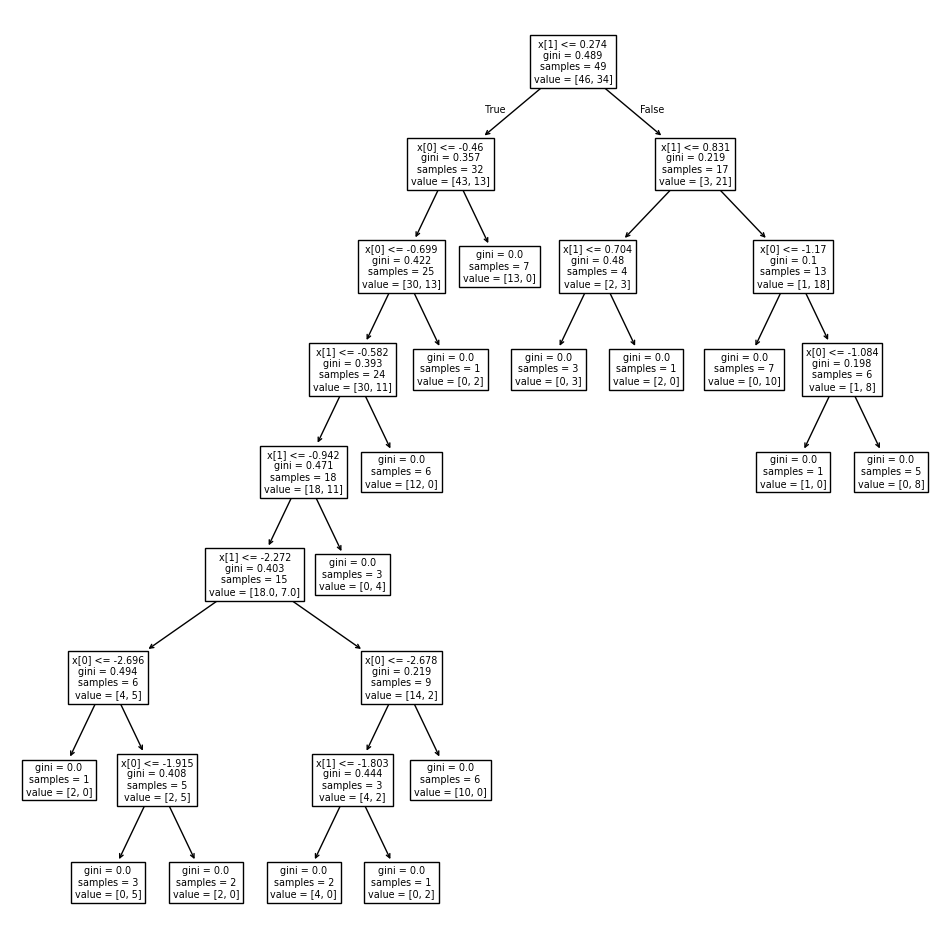 x[1] <= 0.274
gini = 0.489
samples = 49
value = [46, 34]
True
False
x[0] <= -0.46
gini = 0.357
samples = 32
value = [43, 13]
x[1] <= 0.831
gini = 0.219
samples = 17
value = [3, 21]
x[0] <= -0.699
gini = 0.422
samples = 25
value = [30, 13]
gini = 0.0
samples = 7
value = [13, 0]
x[1] <= 0.704
gini = 0.48
samples = 4
value = [2, 3]
x[0] <= -1.17
gini = 0.1
samples = 13
value = [1, 18]
x[1] <= -0.582
gini = 0.393
samples = 24
value = [30, 11]
gini = 0.0
samples = 1
value = [0, 2]
gini = 0.0
samples = 3
value = [0, 3]
gini = 0.0
samples = 1
value = [2, 0]
gini = 0.0
samples = 7
value = [0, 10]
x[0] <= -1.084
gini = 0.198
samples = 6
value = [1, 8]
x[1] <= -0.942
gini = 0.471
samples = 18
value = [18, 11]
gini = 0.0
samples = 6
value = [12, 0]
gini = 0.0
samples = 1
value = [1, 0]
gini = 0.0
samples = 5
value = [0, 8]
x[1] <= -2.272
gini = 0.403
samples = 15
value = [18.0, 7.0]
gini = 0.0
samples = 3
value = [0, 4]
x[0] <= -2.696
gini = 0.494
samples = 6
value = [4, 5]
x[0] <= -2.678
gini = 0.219
samples = 9
value = [14, 2]
gini = 0.0
samples = 1
value = [2, 0]
x[0] <= -1.915
gini = 0.408
samples = 5
value = [2, 5]
x[1] <= -1.803
gini = 0.444
samples = 3
value = [4, 2]
gini = 0.0
samples = 6
value = [10, 0]
gini = 0.0
samples = 3
value = [0, 5]
gini = 0.0
samples = 2
value = [2, 0]
gini = 0.0
samples = 2
value = [4, 0]
gini = 0.0
samples = 1
value = [0, 2]